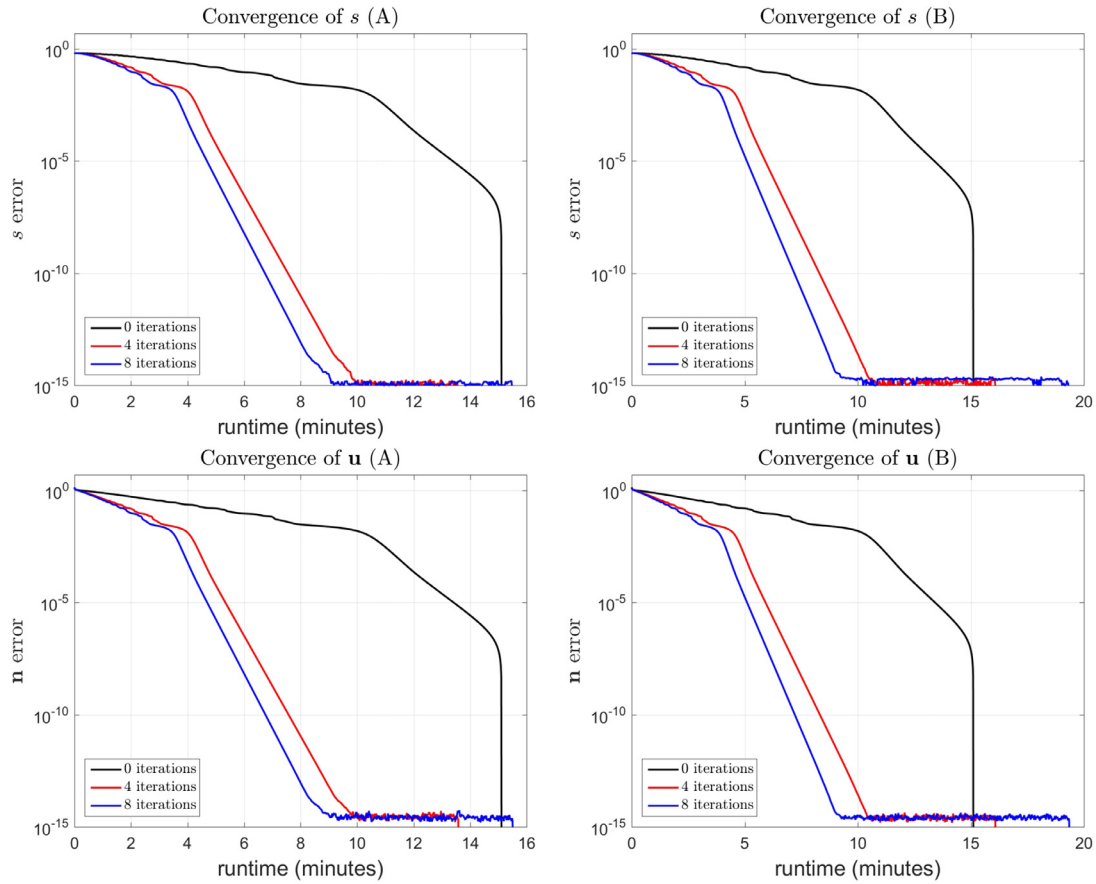 Convergence of s (A)
s error
10^0
10^-5
10^-10
10^-15
0 iterations
4 iterations
8 iterations
0 2 4 6 8 10 12 14 16
runtime (minutes)
Convergence of s (B)
s error
10^0
10^-5
10^-10
10^-15
0 iterations
4 iterations
8 iterations
0 5 10 15 20
runtime (minutes)
Convergence of u (A)
n error
10^0
10^-5
10^-10
10^-15
0 iterations
4 iterations
8 iterations
0 2 4 6 8 10 12 14 16
runtime (minutes)
Convergence of u (B)
n error
10^0
10^-5
10^-10
10^-15
0 iterations
4 iterations
8 iterations
0 5 10 15 20
runtime (minutes)